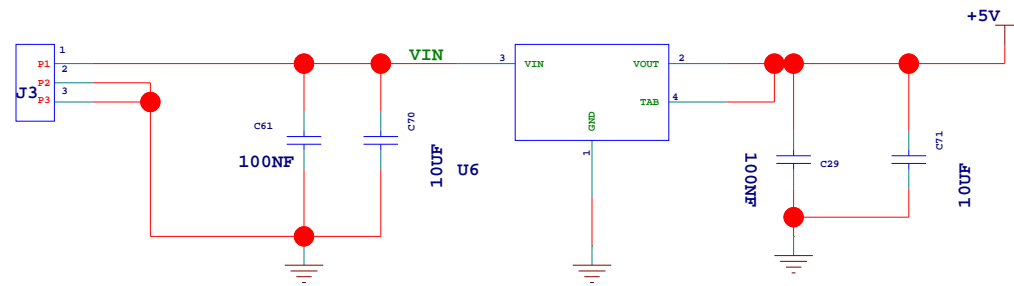 +5V
J3
P1
P2
P3
1
2
3
VIN
3
VIN
VOUT
2
TAB
4
GND
1
C61
100NF
C70
10UF
U6
100NF
C29
C71
10UF